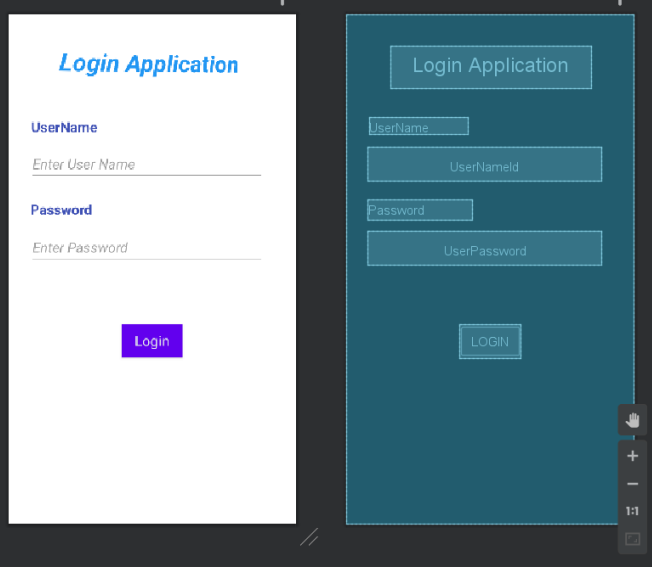 Login Application
UserName
Enter User Name
Password
Enter Password
Login
Login Application
UserName
UserNameId
Password
UserPassword
LOGIN
1:1